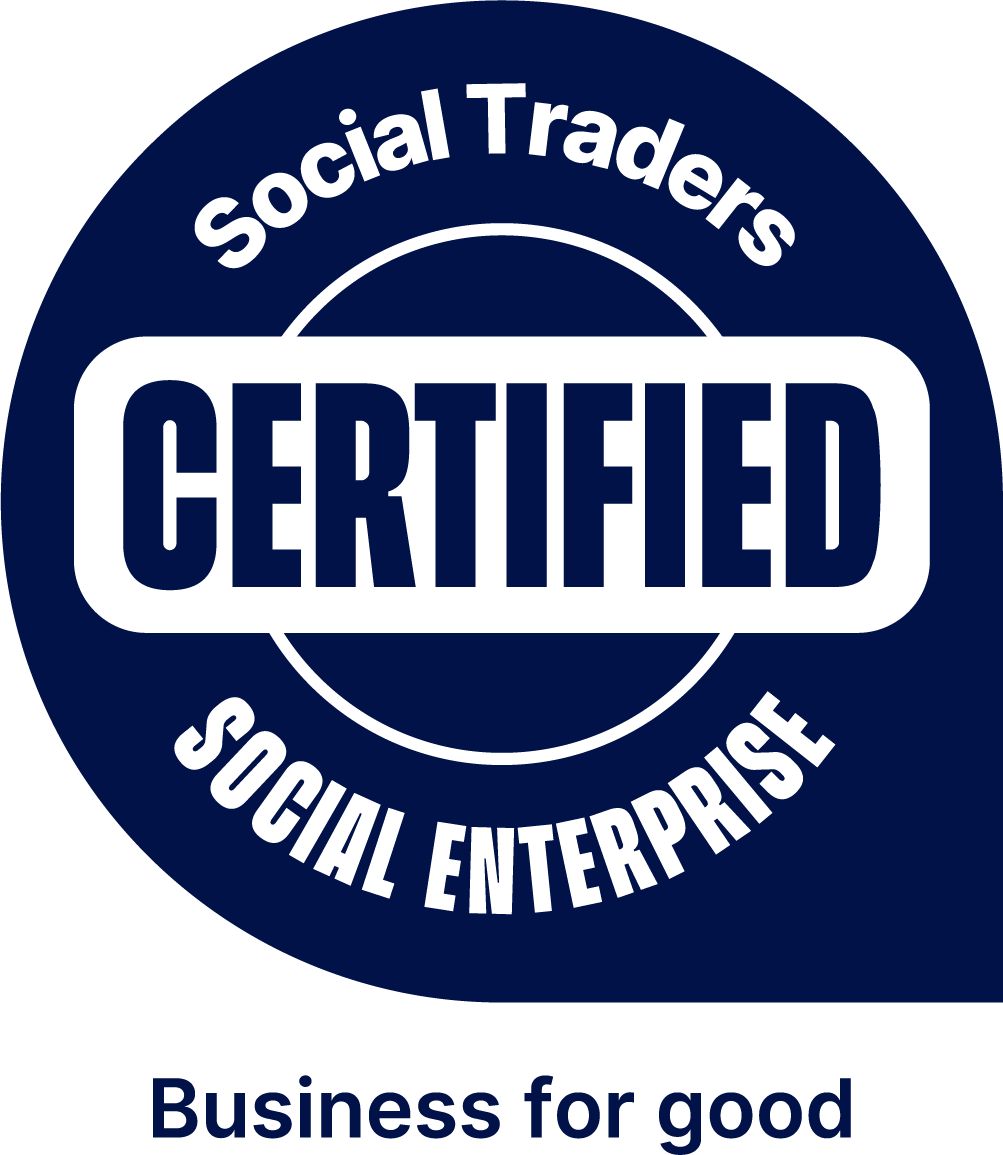 Social Traders
CERTIFIED
SOCIAL ENTERPRISE
Business for good